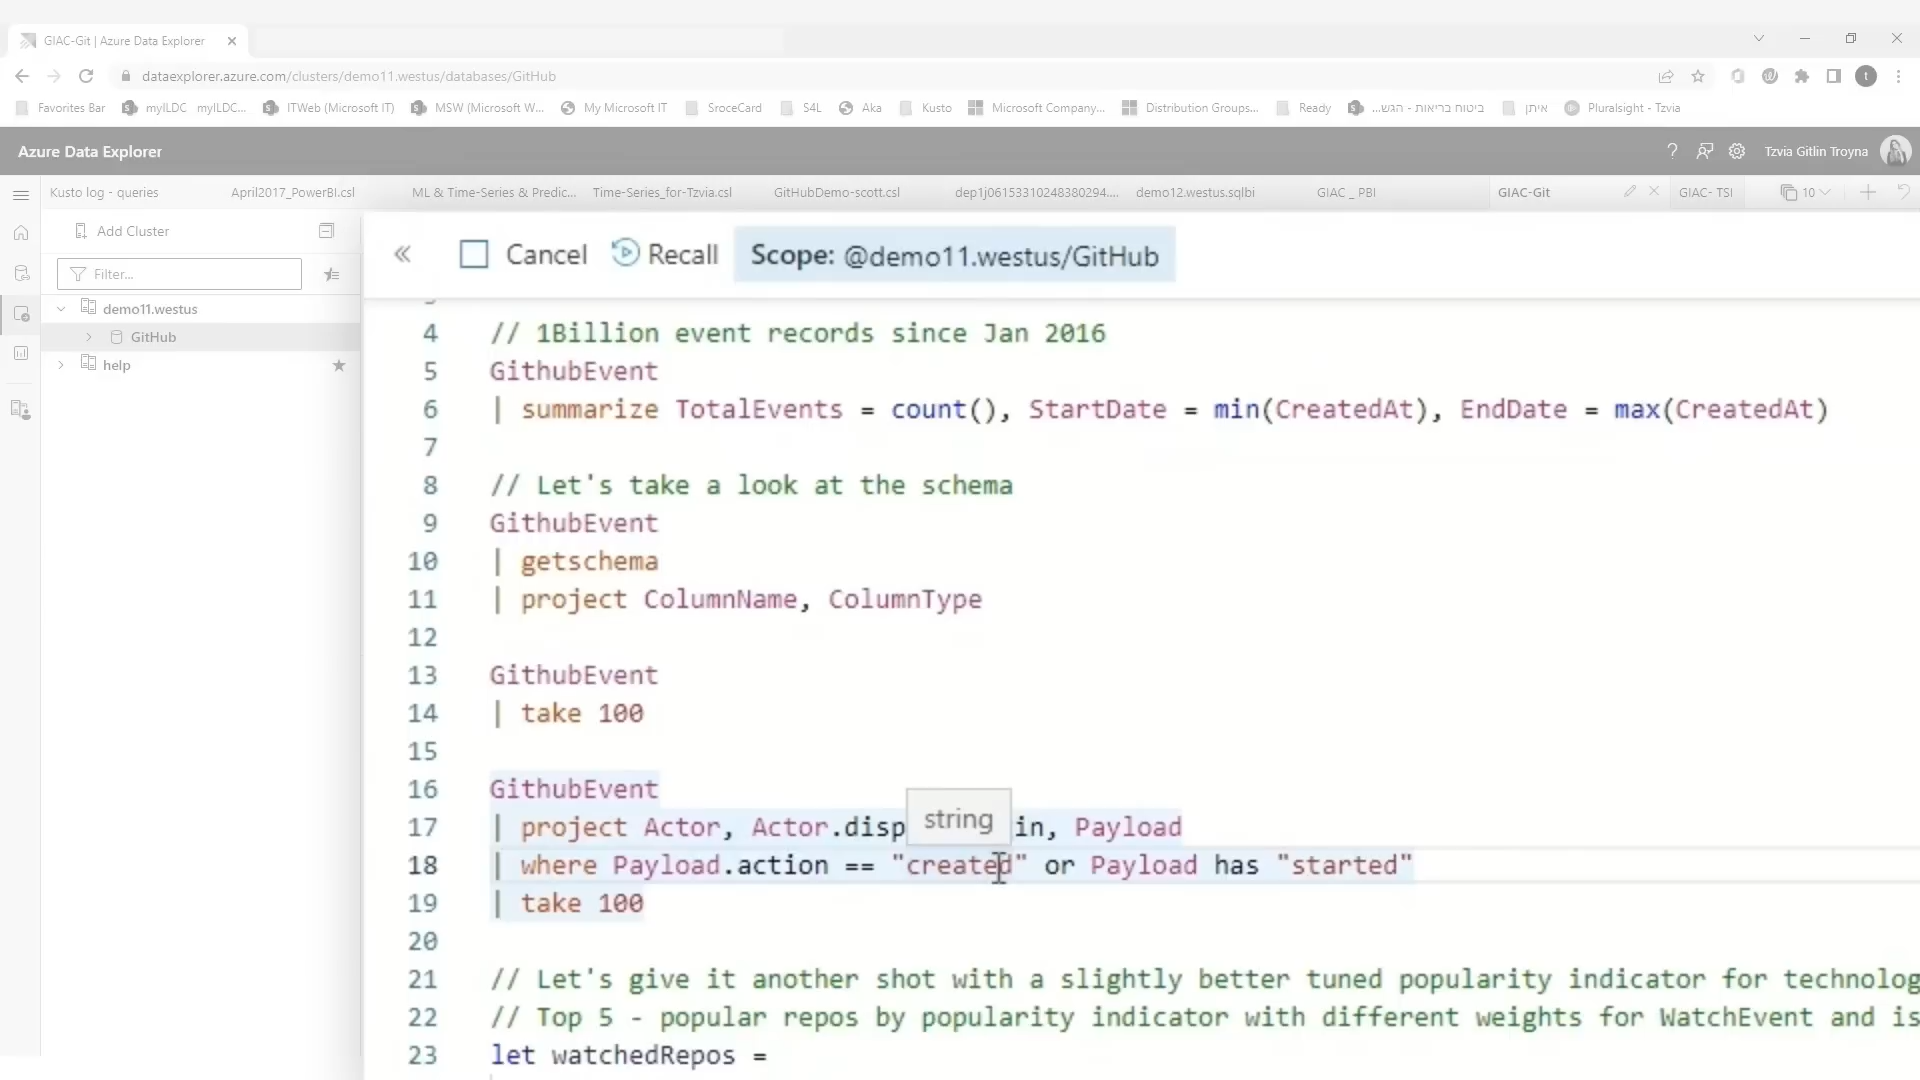 GIAC-Git | Azure Data Explorer
dataexplorer.azure.com/clusters/demo11.westus/databases/GitHub
t
Favorites Bar myILDC myILDC... ITWeb (Microsoft IT) MSW (Microsoft W... My Microsoft IT SroceCard S4L Aka Kusto Microsoft Company... Distribution Groups... Ready ביטוח בריאות - הגש... איתן Pluralsight - Tzvia
Azure Data Explorer
Tzvia Gitlin Troyna
Kusto log - queries April2017_PowerBI.csl ML & Time-Series & Predic... Time-Series_for-Tzvia.csl GitHubDemo-scott.csl dep1j06153310248380294.... demo12.westus.sqlbi GIAC _ PBI GIAC-Git GIAC- TSI 10
Add Cluster
Filter...
demo11.westus
GitHub
help
Cancel Recall Scope: @demo11.westus/GitHub
4 // 1Billion event records since Jan 2016
5 GithubEvent
6 | summarize TotalEvents = count(), StartDate = min(CreatedAt), EndDate = max(CreatedAt)
7
8 // Let's take a look at the schema
9 GithubEvent
10 | getschema
11 | project ColumnName, ColumnType
12
13 GithubEvent
14 | take 100
15
16 GithubEvent
string
17 | project Actor, Actor.disp in, Payload
18 | where Payload.action == "created" or Payload has "started"
19 | take 100
20
21 // Let's give it another shot with a slightly better tuned popularity indicator for technolog
22 // Top 5 - popular repos by popularity indicator with different weights for WatchEvent and is
23 let watchedRepos =